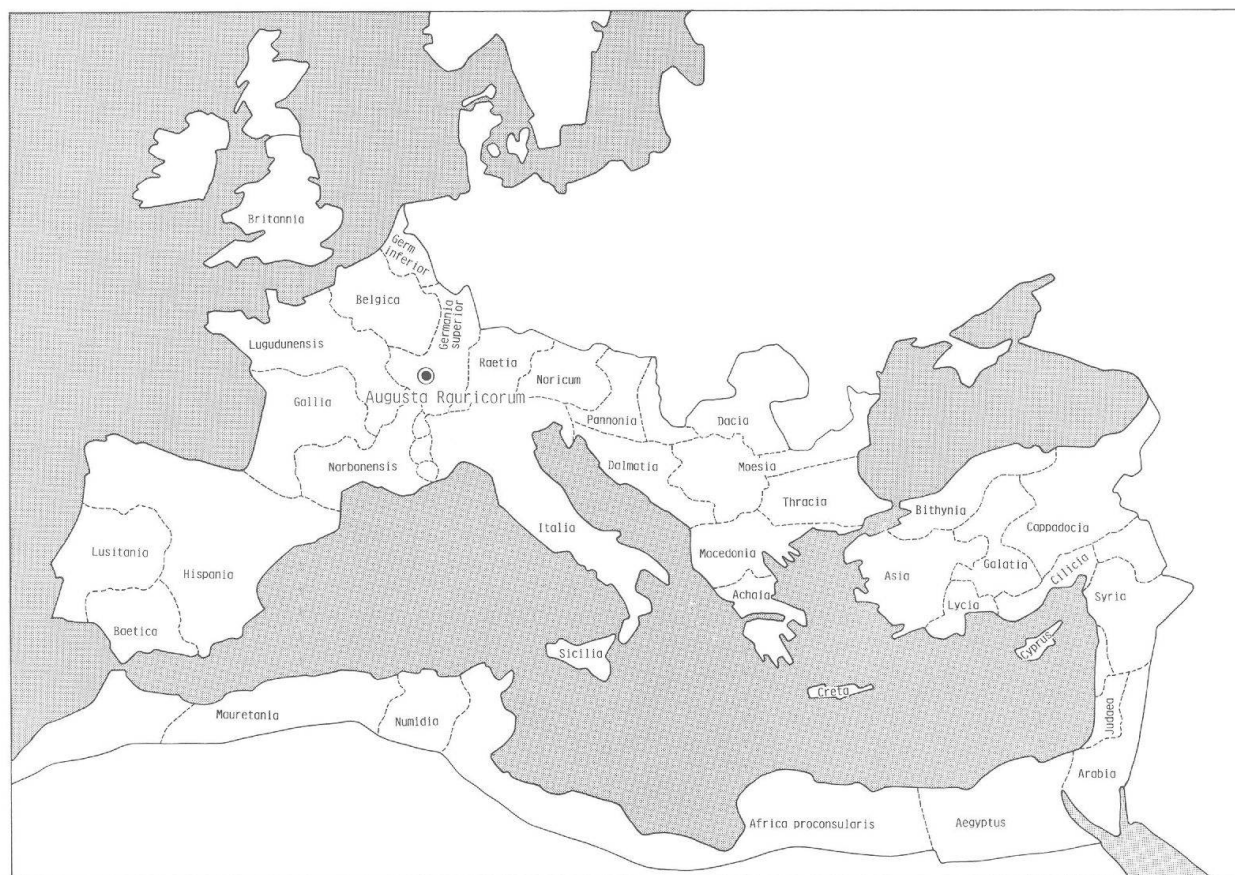 Britannia
Germ
inferior
Belgica
Germania
superior
Lugudunensis
Raetia
Noricum
Gallia
Augusta Rauricorum
Pannonia
Dacia
Narbonensis
Dalmatia
Moesia
Thracia
Italia
Bithynia
Cappadocia
Lusitania
Hispania
Macedonia
Asia
Galatia
Cilicia
Achaia
Lycia
Syria
Baetica
Sicilia
Cyprus
Creta
Mauretania
Numidia
Judaea
Arabia
Africa proconsularis
Aegyptus